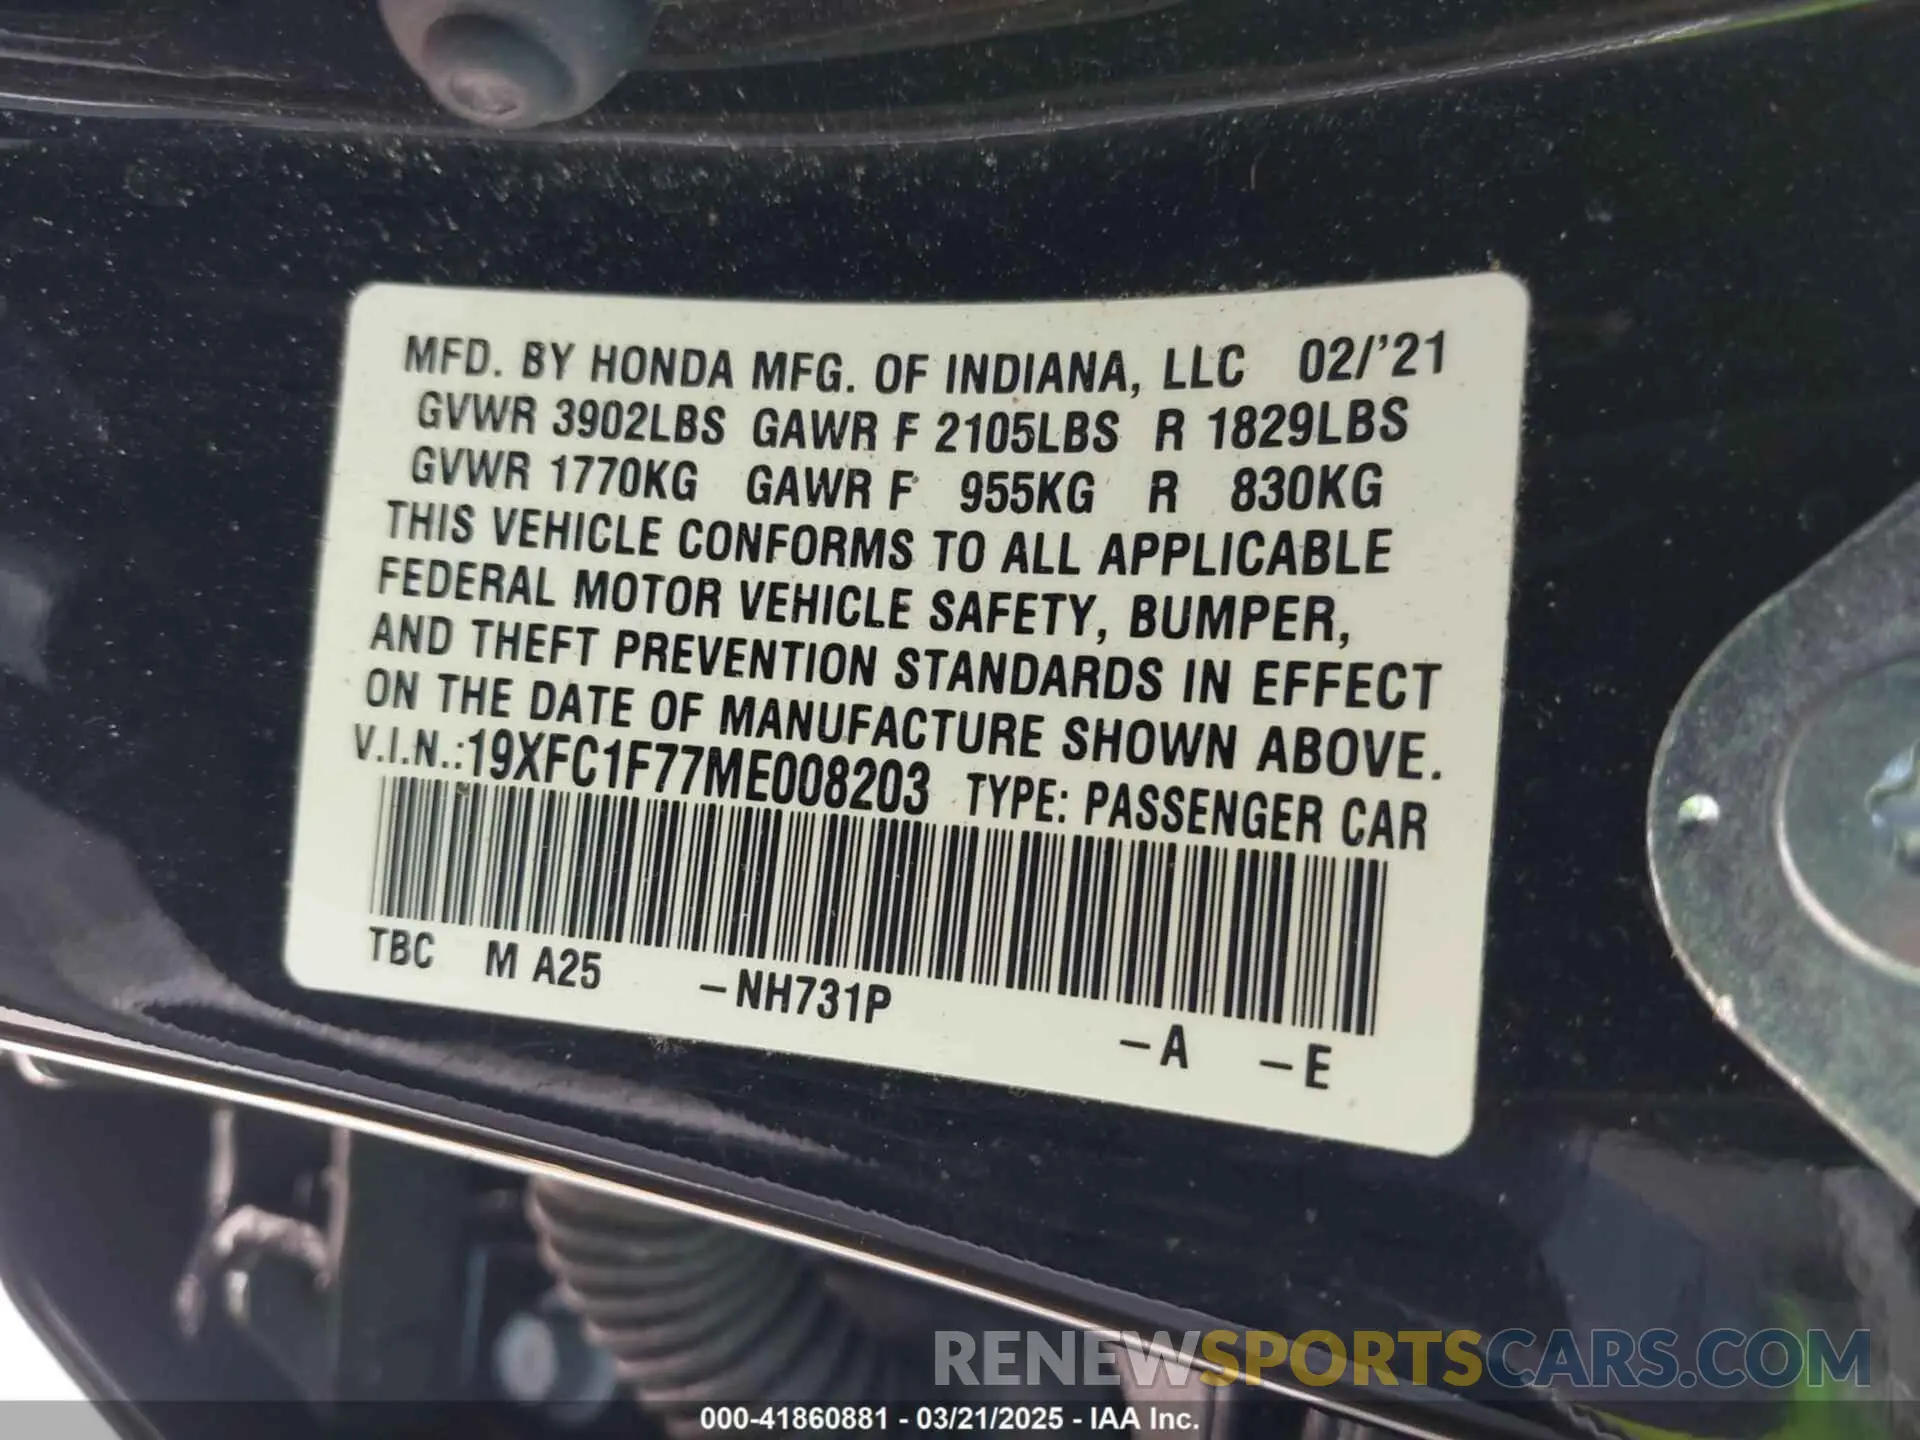 MFD. BY HONDA MFG. OF INDIANA, LLC 02/'21
GVWR 3902LBS GAWR F 2105LBS R 1829LBS
GVWR 1770KG GAWR F 955KG R 830KG
THIS VEHICLE CONFORMS TO ALL APPLICABLE
FEDERAL MOTOR VEHICLE SAFETY, BUMPER,
AND THEFT PREVENTION STANDARDS IN EFFECT
ON THE DATE OF MANUFACTURE SHOWN ABOVE.
V.I.N.:19XFC1F77ME008203 TYPE: PASSENGER CAR
TBC M A25 -NH731P -A -E
RENEWSPORTSCARS.COM
000-41860881 - 03/21/2025 - IAA Inc.